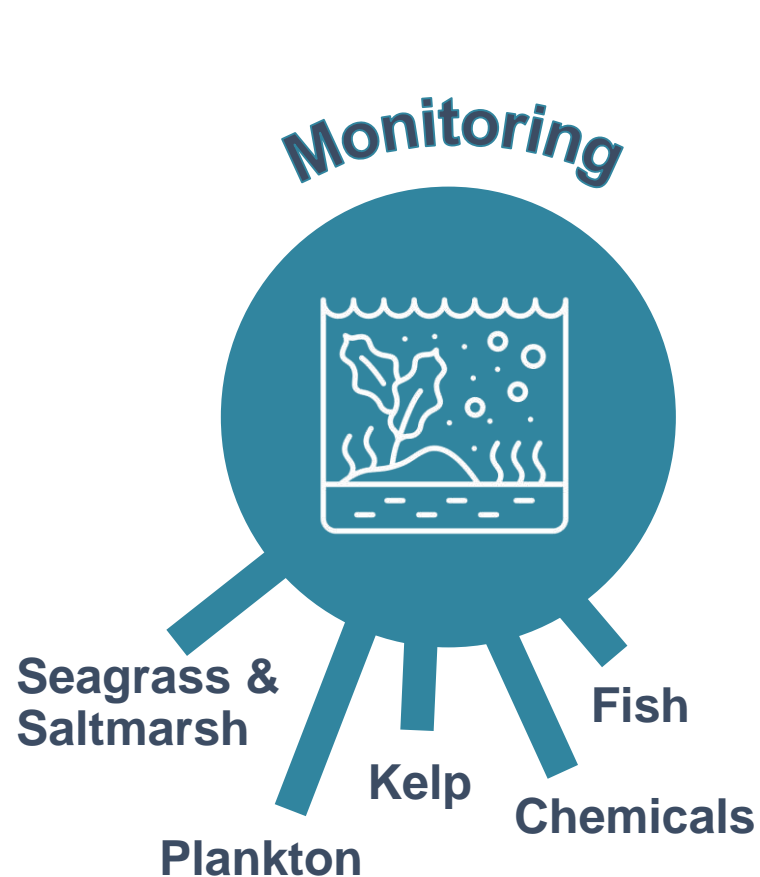 Monitoring
Seagrass &
Saltmarsh
Plankton
Kelp
Chemicals
Fish